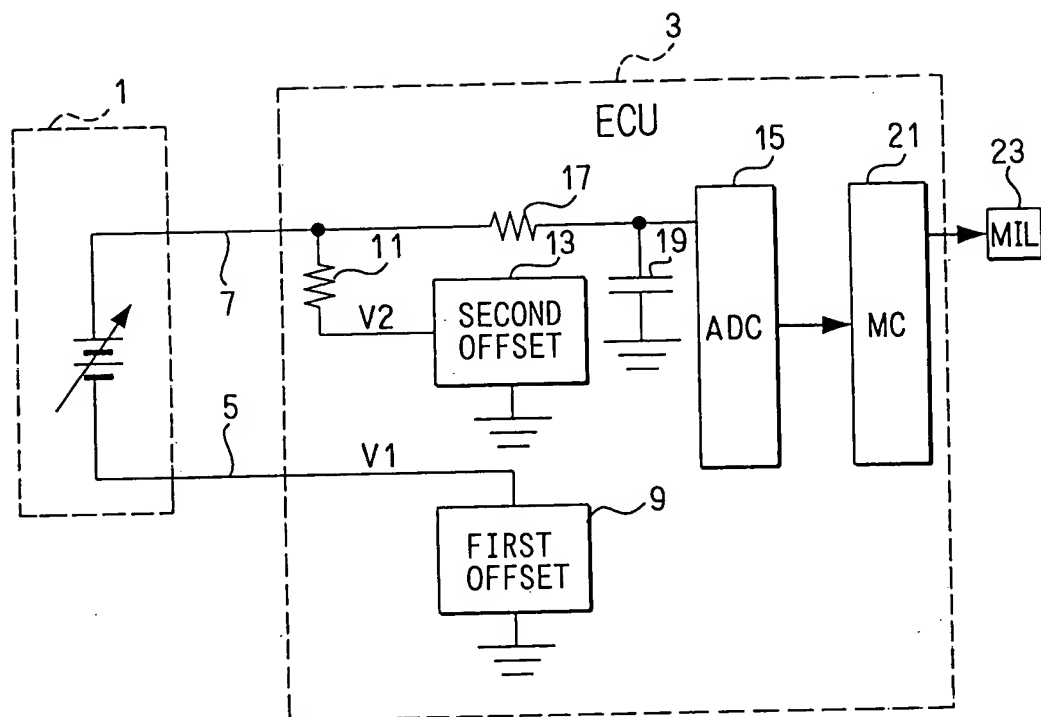 3
1
ECU
15
21
23
17
MIL
11
13
19
7
V2
SECOND
OFFSET
ADC
MC
5
V1
9
FIRST
OFFSET